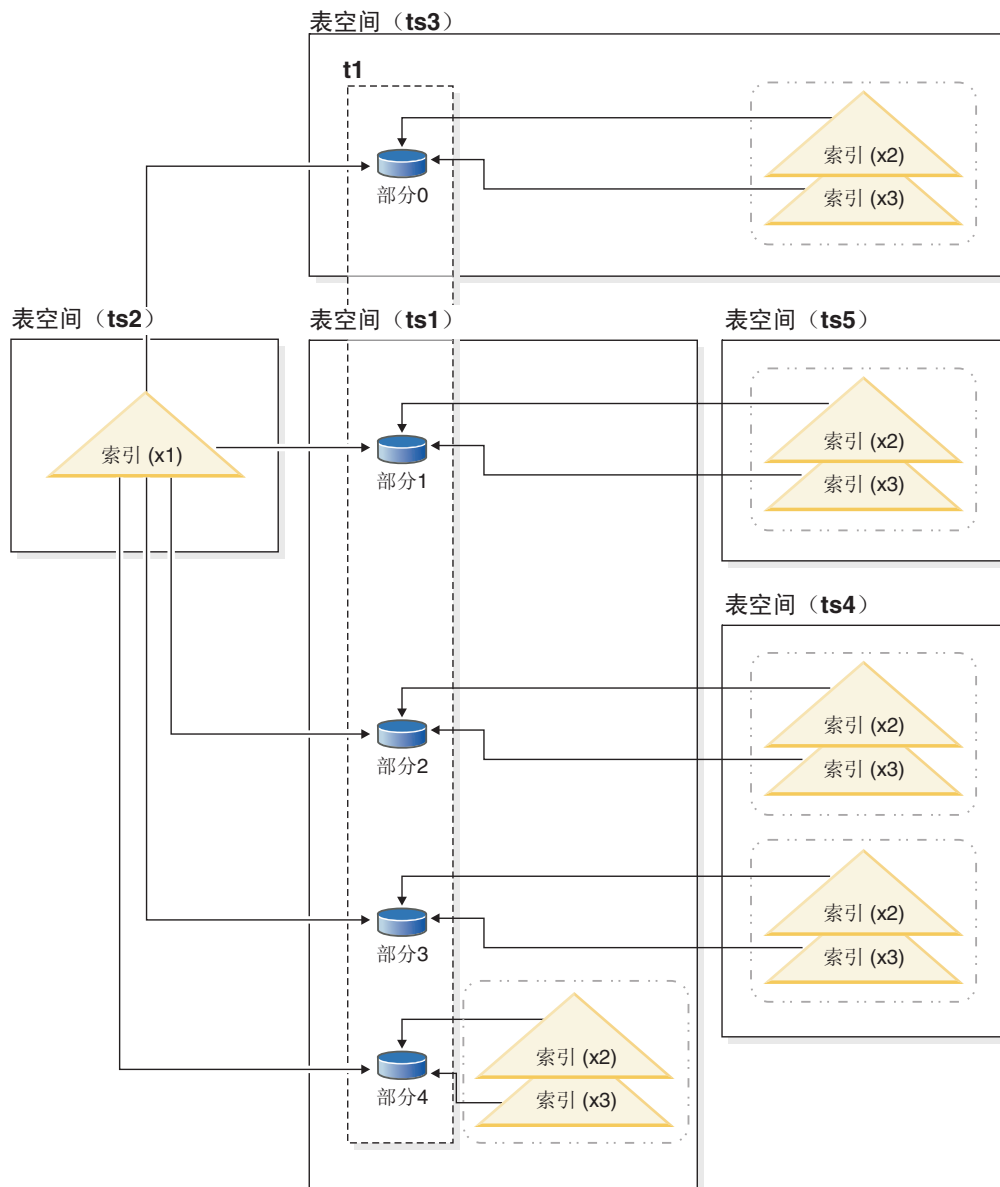 表空间（ts3）
t1
部分0
索引 (x2)
索引 (x3)
表空间（ts2）
索引 (x1)
表空间（ts1）
部分1
表空间（ts5）
索引 (x2)
索引 (x3)
表空间（ts4）
部分2
索引 (x2)
索引 (x3)
部分3
索引 (x2)
索引 (x3)
部分4
索引 (x2)
索引 (x3)